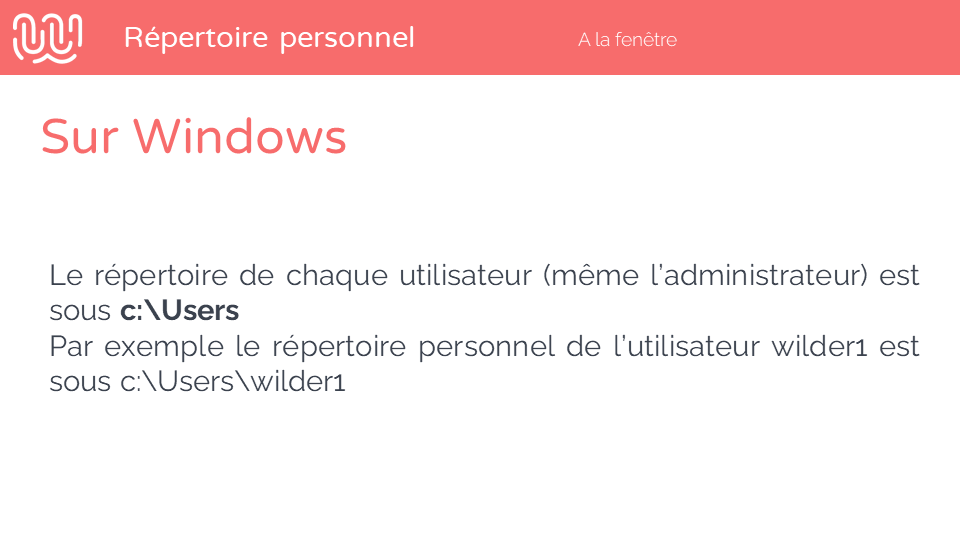 Répertoire personnel
A la fenêtre
Sur Windows
Le répertoire de chaque utilisateur (même l’administrateur) est
sous c:\Users
Par exemple le répertoire personnel de l’utilisateur wilder1 est
sous c:\Users\wilder1